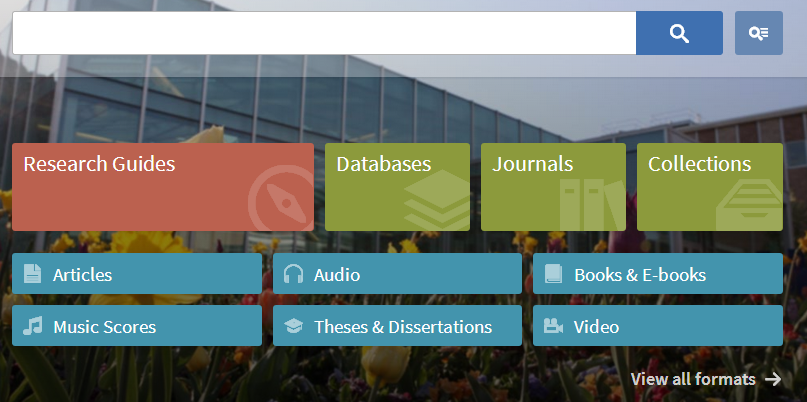 Research Guides
Databases
Journals
Collections
Articles
Audio
Books & E-books
Music Scores
Theses & Dissertations
Video
View all formats